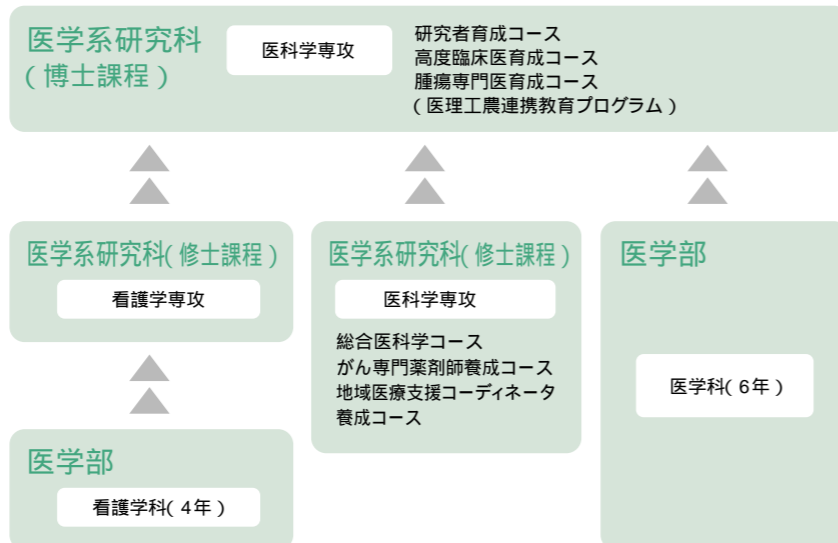 医学系研究科
(博士課程)
医科学専攻
研究者育成コース
高度臨床医育成コース
腫瘍専門医育成コース
(医理工農連携教育プログラム)
医学系研究科(修士課程)
看護学専攻
医学系研究科(修士課程)
医科学専攻
総合医科学コース
がん専門薬剤師養成コース
地域医療支援コーディネータ
養成コース
医学部
医学科(6年)
医学部
看護学科(4年)